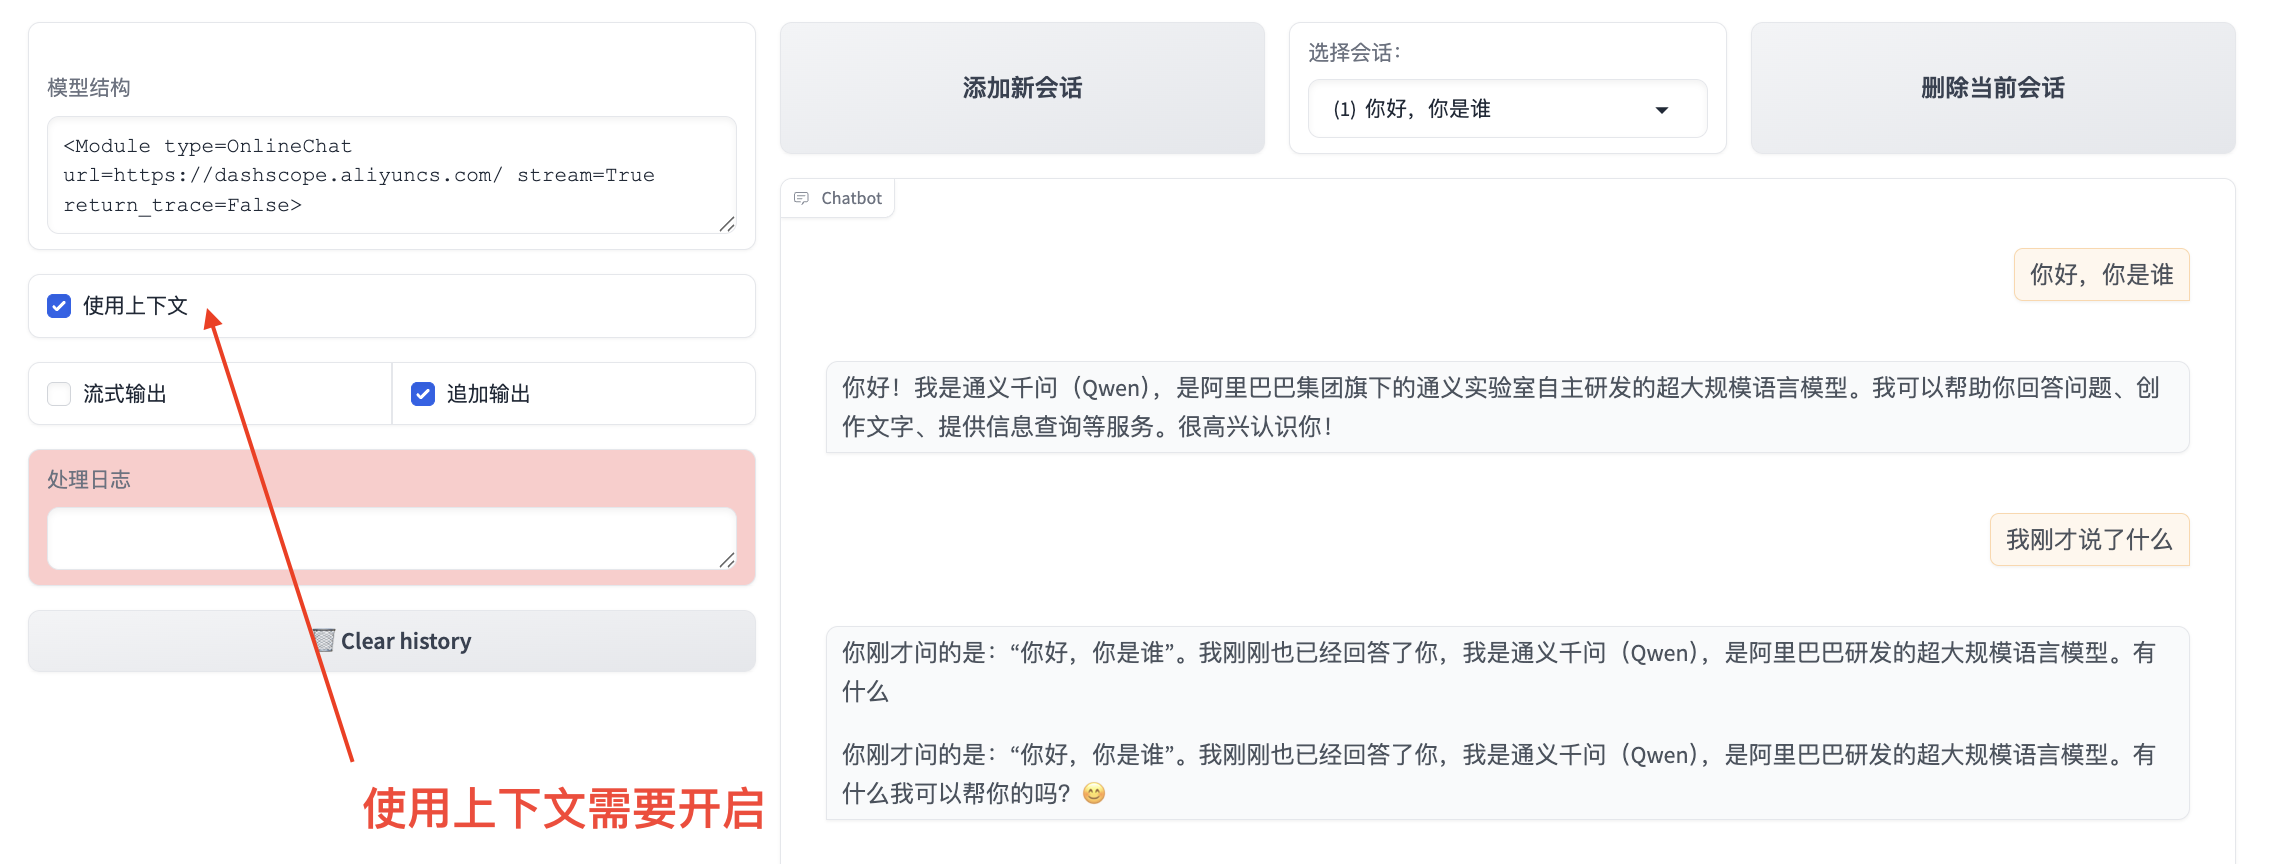 模型结构
<Module type=OnlineChat
url=https://dashscope.aliyuncs.com/ stream=True
return_trace=False>
使用上下文
流式输出
追加输出
处理日志
Clear history
使用上下文需要开启
添加新会话
选择会话：
(1) 你好，你是谁
删除当前会话
Chatbot
你好，你是谁
你好！我是通义千问（Qwen），是阿里巴巴集团旗下的通义实验室自主研发的超大规模语言模型。我可以帮助你回答问题、创
作文字、提供信息查询等服务。很高兴认识你！
我刚才说了什么
你刚才问的是：“你好，你是谁”。我刚刚也已经回答了你，我是通义千问（Qwen），是阿里巴巴研发的超大规模语言模型。有
什么
你刚才问的是：“你好，你是谁”。我刚刚也已经回答了你，我是通义千问（Qwen），是阿里巴巴研发的超大规模语言模型。有
什么我可以帮你的吗？😊